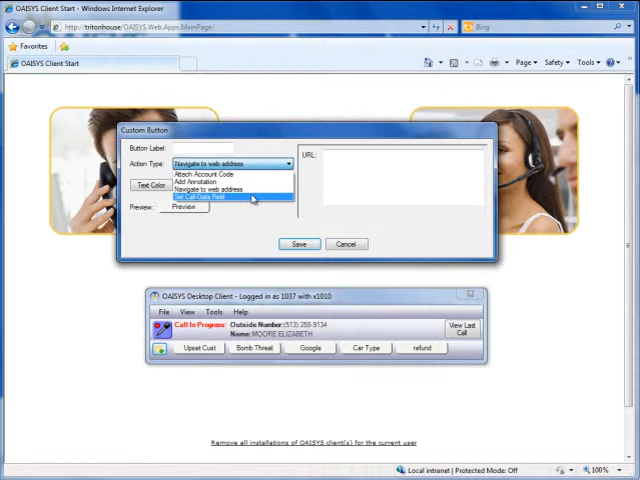 OAISYS Client Start - Windows Internet Explorer
http://tritonhouse/OAISYS.Web.Apps.MainPage/
Bing
Favorites
OAISYS Client Start
Page
Safety
Tools
Custom Button
Button Label:
Action Type:
Navigate to web address
Attach Account Code
Add Annotation
Navigate to web address
Set Call-Data Field
Text Color
Preview:
Preview
URL:
Save
Cancel
OAISYS Desktop Client - Logged in as 1037 with x1010
File View Tools Help
Call In Progress: Outside Number:(513) 258-9134
Name:MOORE ELIZABETH
View Last
Call
Upset Cust
Bomb Threat
Google
Car Type
refund
Remove all installations of OAISYS client(s) for the current user
Local intranet | Protected Mode: Off
100%